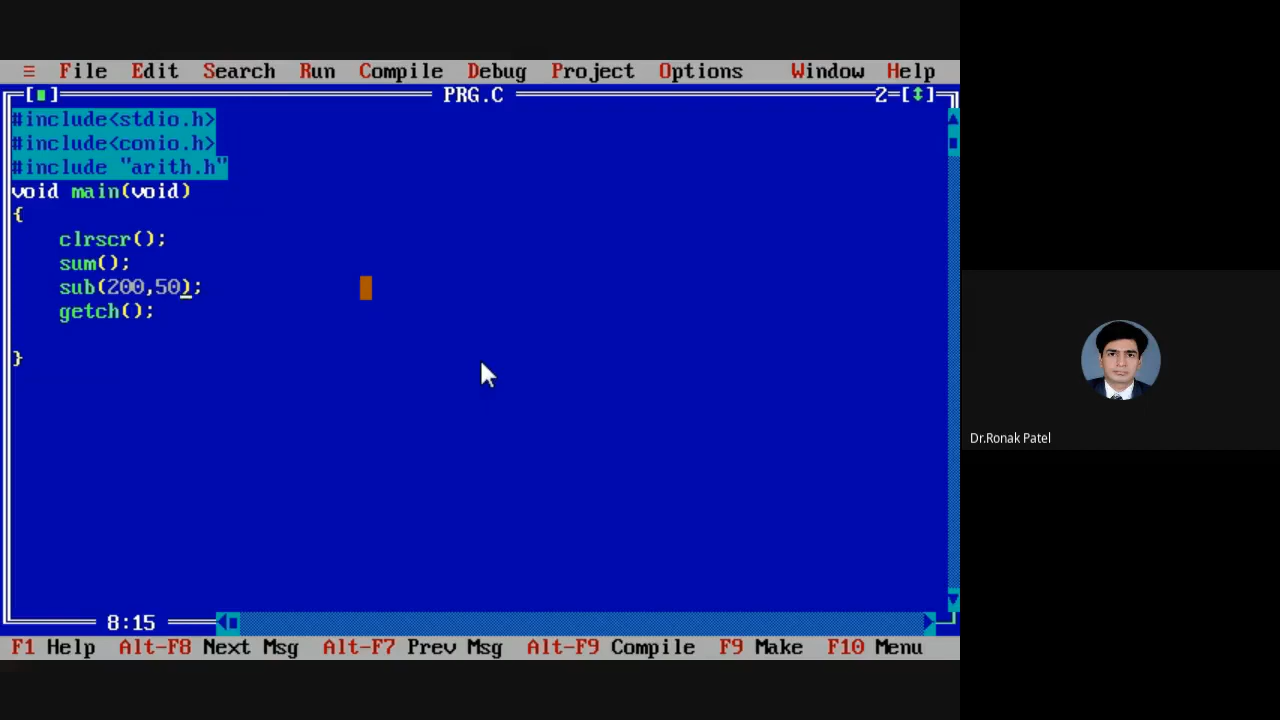 ≡ File Edit Search Run Compile Debug Project Options Window Help
[■] PRG.C 2=[↕]
#include<stdio.h>
#include<conio.h>
#include "arith.h"
void main(void)
{
clrscr();
sum();
sub(200,50);
getch();
}
8:15
F1 Help Alt-F8 Next Msg Alt-F7 Prev Msg Alt-F9 Compile F9 Make F10 Menu
Dr.Ronak Patel